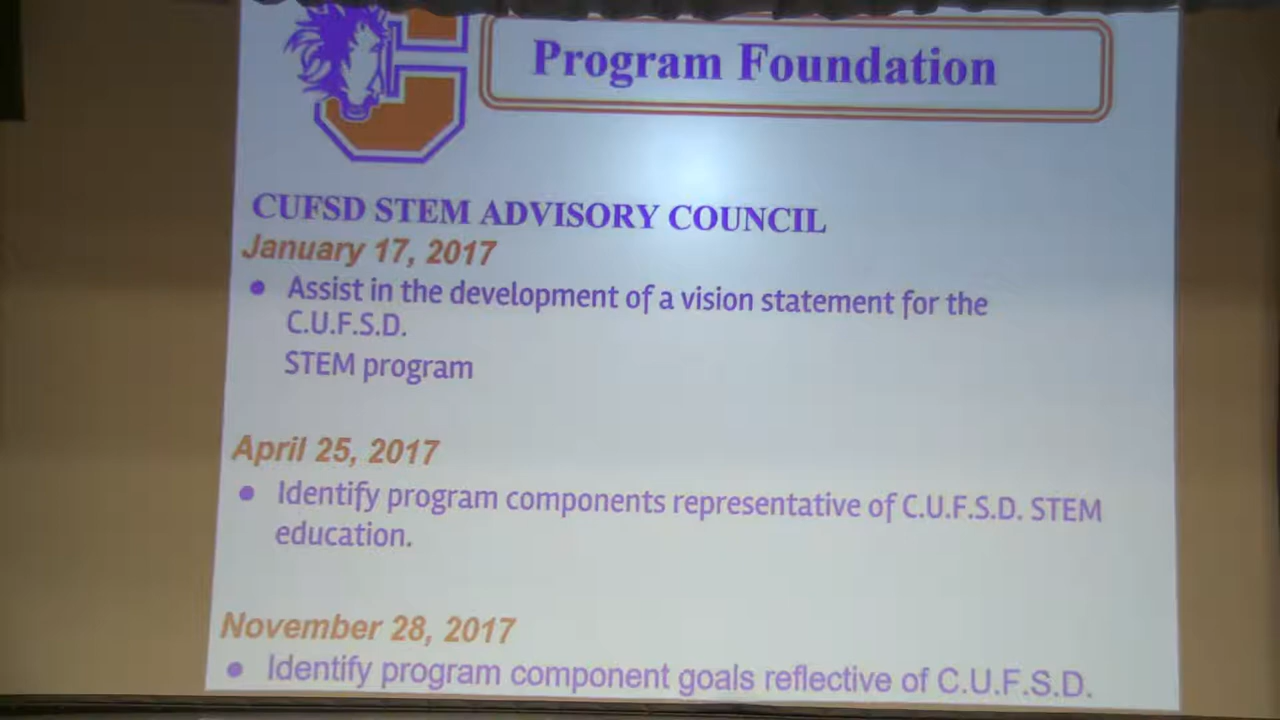 Program Foundation
CUFSD STEM ADVISORY COUNCIL
January 17, 2017
• Assist in the development of a vision statement for the
C.U.F.S.D.
STEM program
April 25, 2017
• Identify program components representative of C.U.F.S.D. STEM
education.
November 28, 2017
• Identify program component goals reflective of C.U.F.S.D.